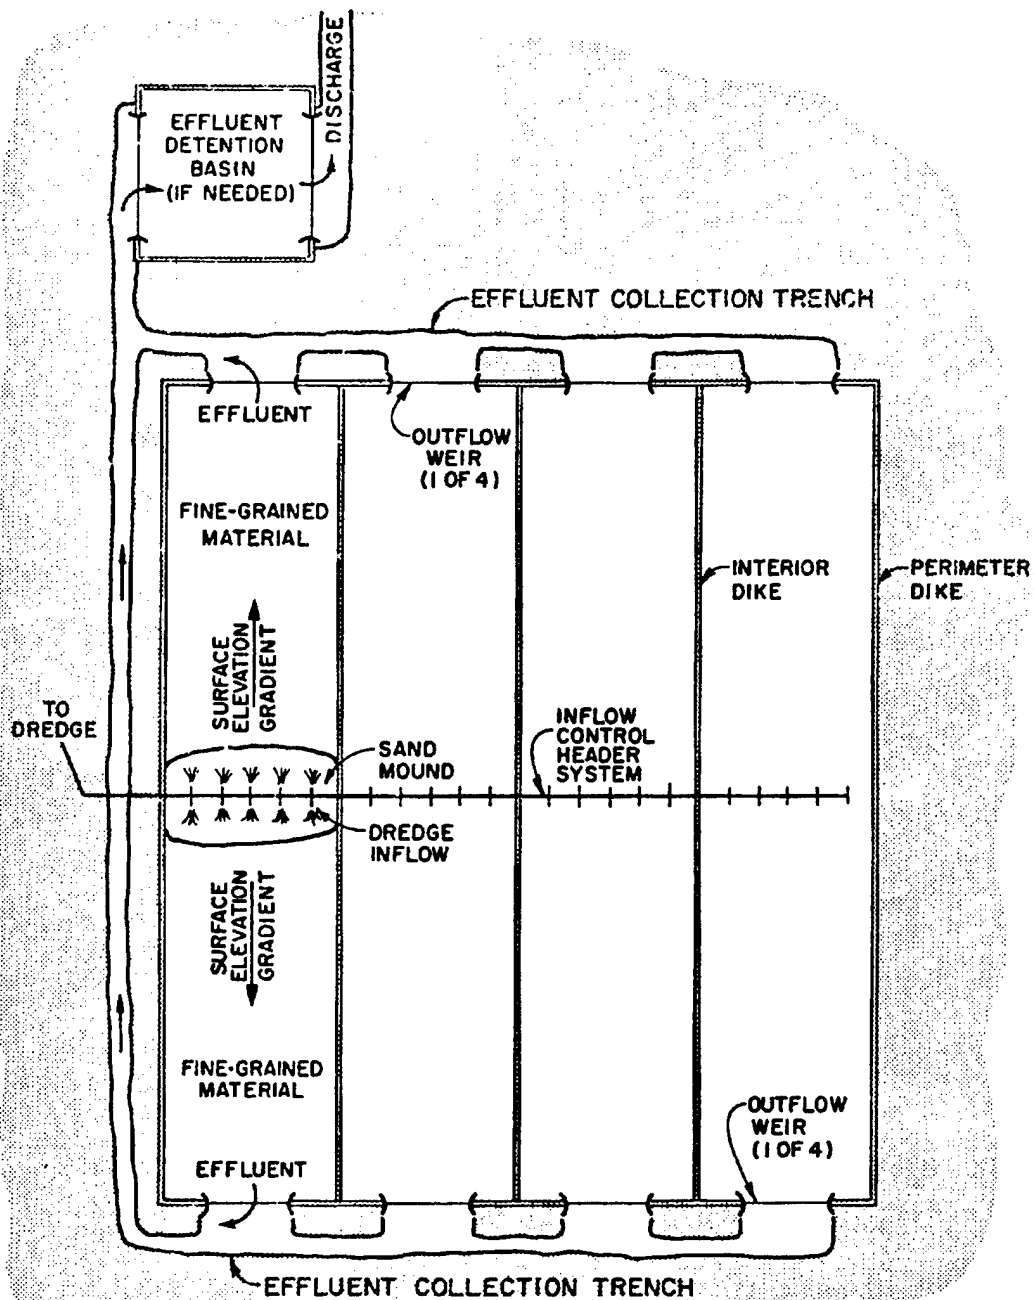 DISCHARGE
EFFLUENT
DETENTION
BASIN
(IF NEEDED)
EFFLUENT COLLECTION TRENCH
EFFLUENT
OUTFLOW
WEIR
(1 OF 4)
FINE-GRAINED
MATERIAL
INTERIOR
DIKE
PERIMETER
DIKE
SURFACE
ELEVATION
GRADIENT
TO
DREDGE
INFLOW
CONTROL
HEADER
SYSTEM
SAND
MOUND
DREDGE
INFLOW
SURFACE
ELEVATION
GRADIENT
FINE-GRAINED
MATERIAL
OUTFLOW
WEIR
(1 OF 4)
EFFLUENT
EFFLUENT COLLECTION TRENCH